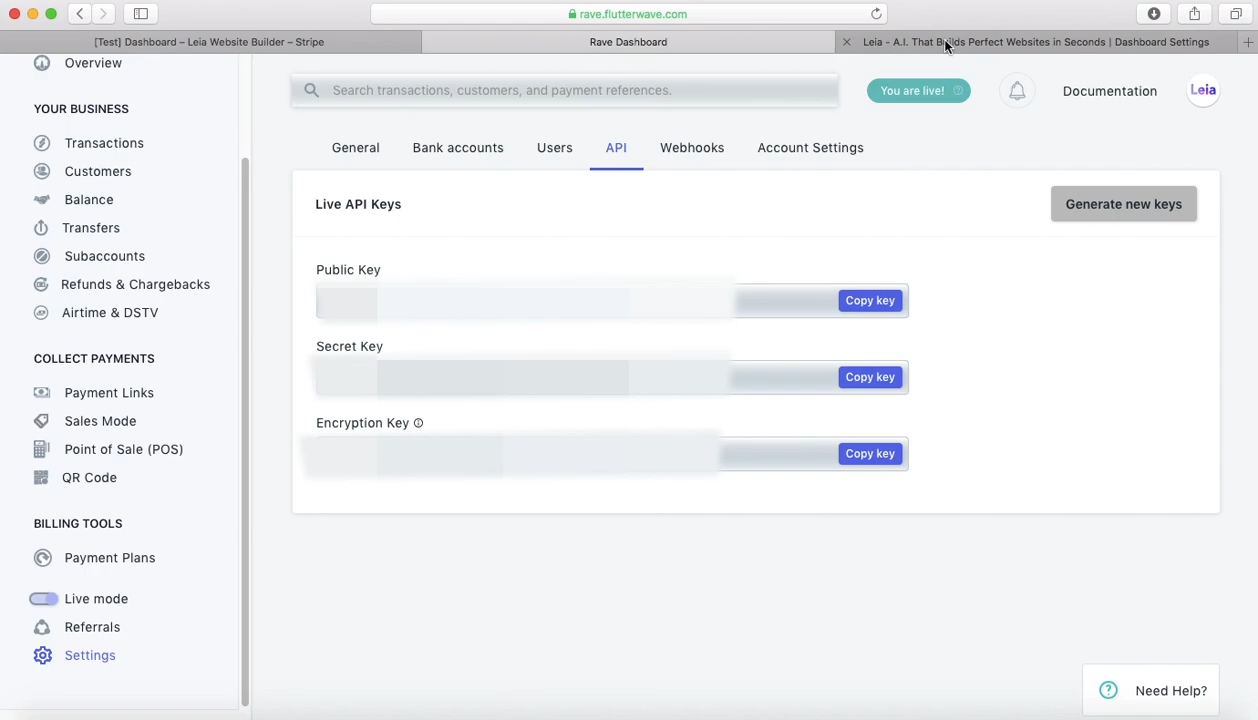 rave.flutterwave.com
[Test] Dashboard – Leia Website Builder – Stripe
Rave Dashboard
Leia - A.I. That Builds Perfect Websites in Seconds | Dashboard Settings
Overview
YOUR BUSINESS
Transactions
Customers
Balance
Transfers
Subaccounts
Refunds & Chargebacks
Airtime & DSTV
COLLECT PAYMENTS
Payment Links
Sales Mode
Point of Sale (POS)
QR Code
BILLING TOOLS
Payment Plans
Live mode
Referrals
Settings
Search transactions, customers, and payment references.
You are live!
Documentation
Leia
General
Bank accounts
Users
API
Webhooks
Account Settings
Live API Keys
Generate new keys
Public Key
Copy key
Secret Key
Copy key
Encryption Key
Copy key
Need Help?